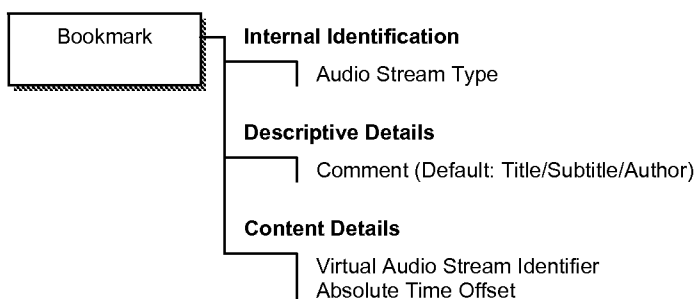 Bookmark
Internal Identification
Audio Stream Type
Descriptive Details
Comment (Default: Title/Subtitle/Author)
Content Details
Virtual Audio Stream Identifier
Absolute Time Offset